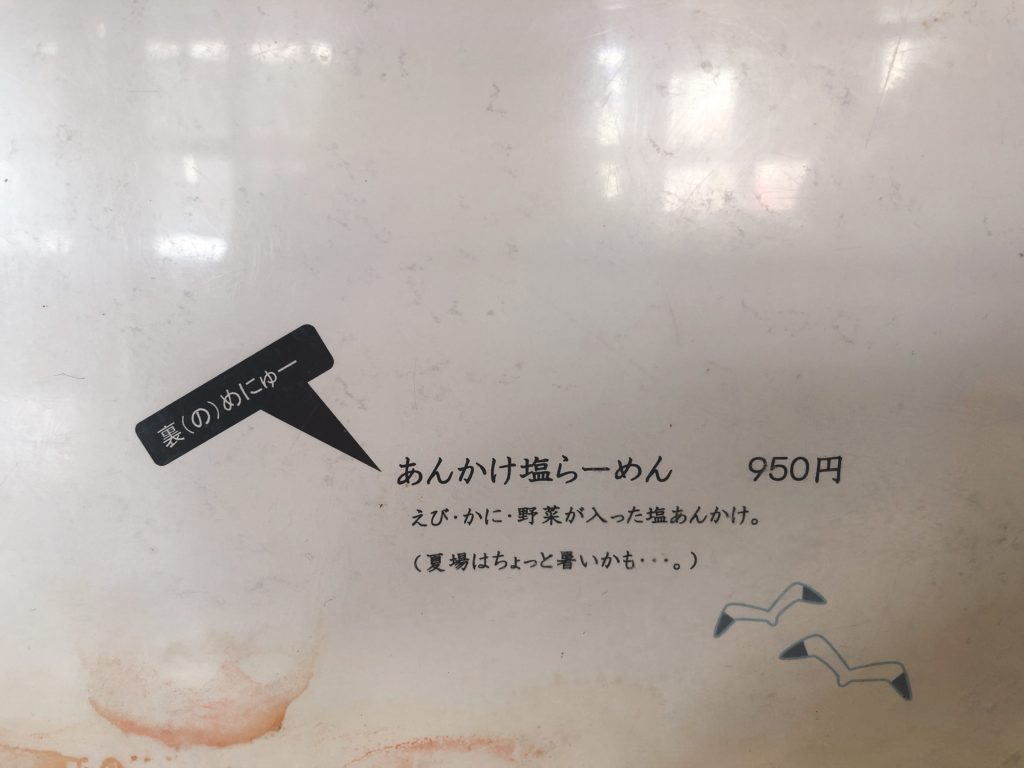 裏(の)めにゅー
あんかけ塩らーめん 950円
えび・かに・野菜が入った塩あんかけ。
(夏場はちょっと暑いかも・・・。)